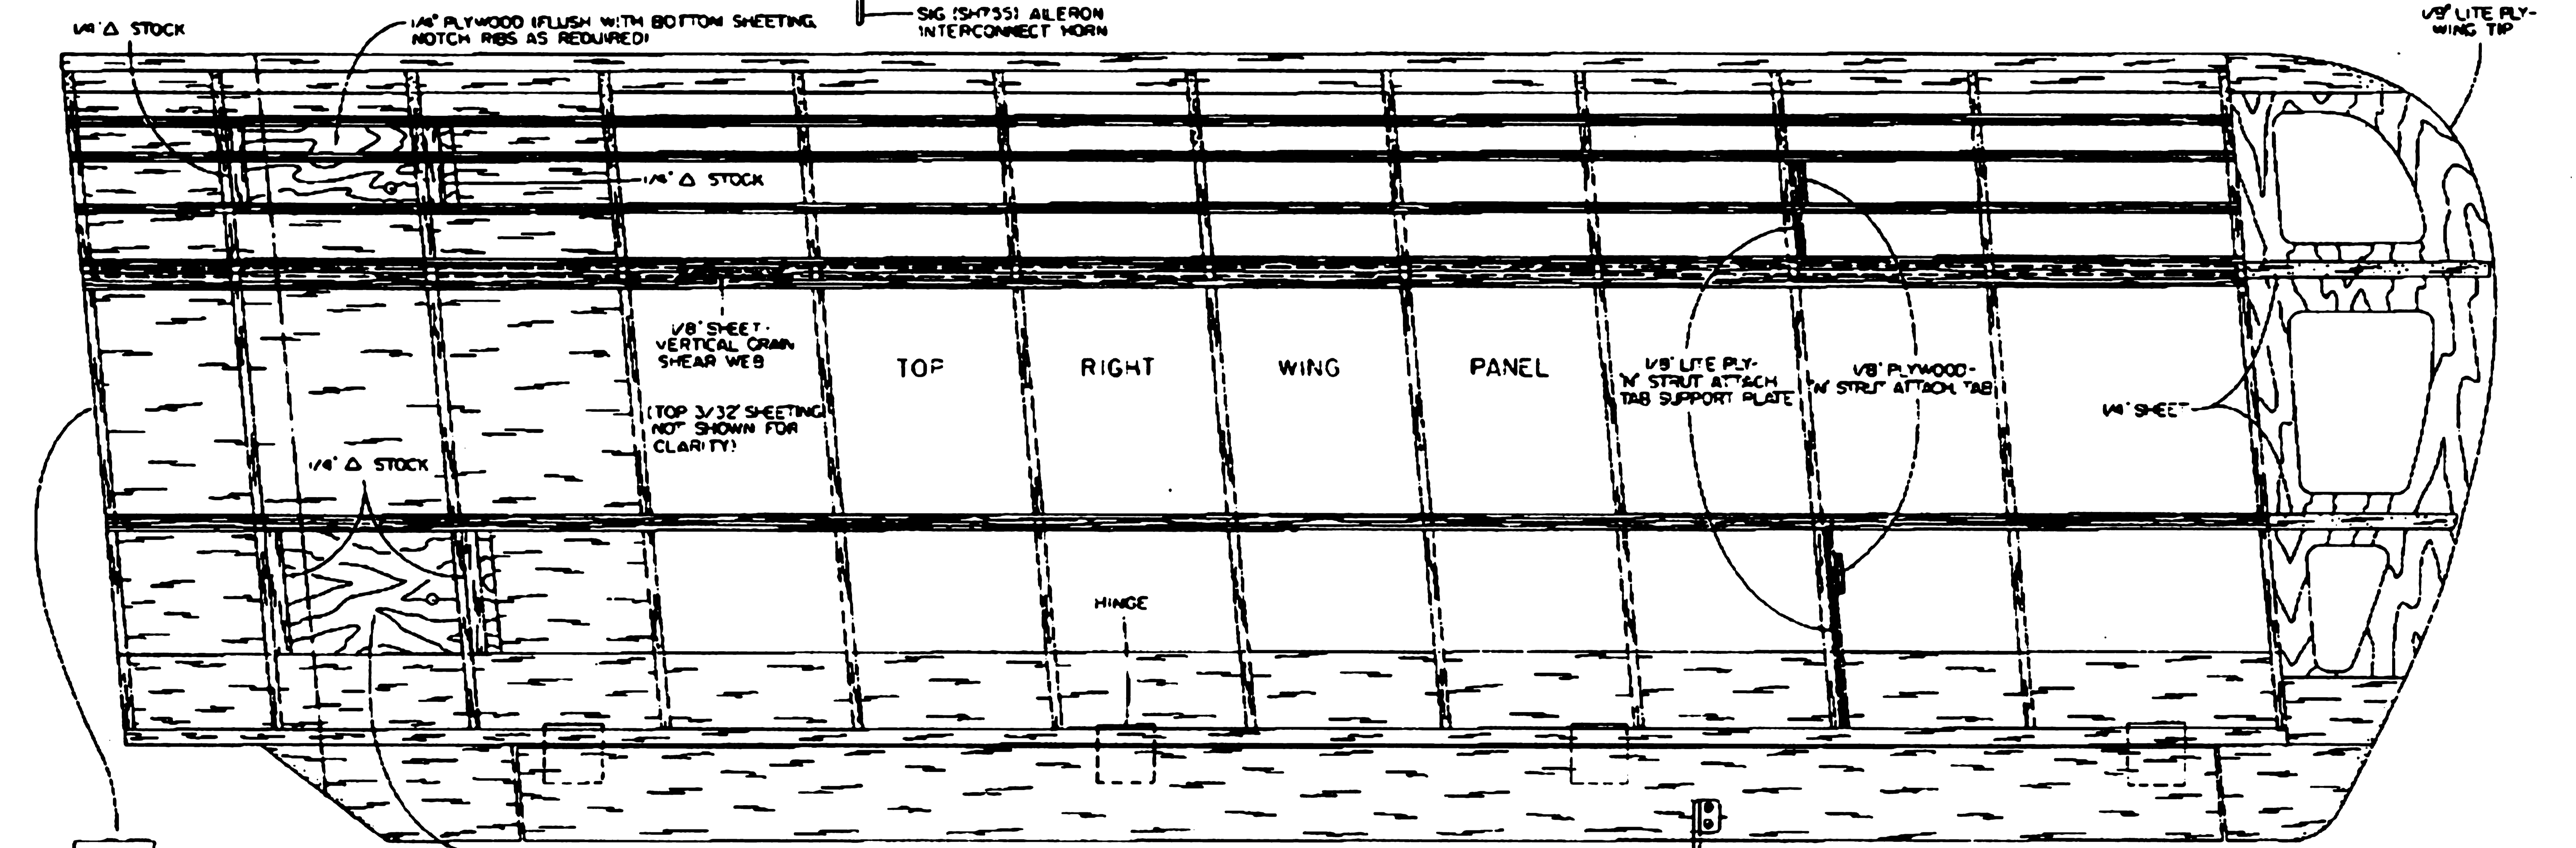 1/4" △ STOCK
1/4" PLYWOOD (FLUSH WITH BOTTOM SHEETING,
NOTCH RIBS AS REQUIRED)
SIG (SH755) AILERON
INTERCONNECT HORN
1/8" LITE PLY-
WING TIP
1/4" △ STOCK
1/8" SHEET-
VERTICAL GRAIN
SHEAR WEB
(TOP 3/32" SHEETING
NOT SHOWN FOR
CLARITY)
TOP RIGHT WING PANEL
1/8" LITE PLY-
"N" STRUT ATTACH
TAB SUPPORT PLATE
1/8" PLYWOOD-
"N" STRUT ATTACH TAB
1/4" SHEET
1/4" △ STOCK
HINGE